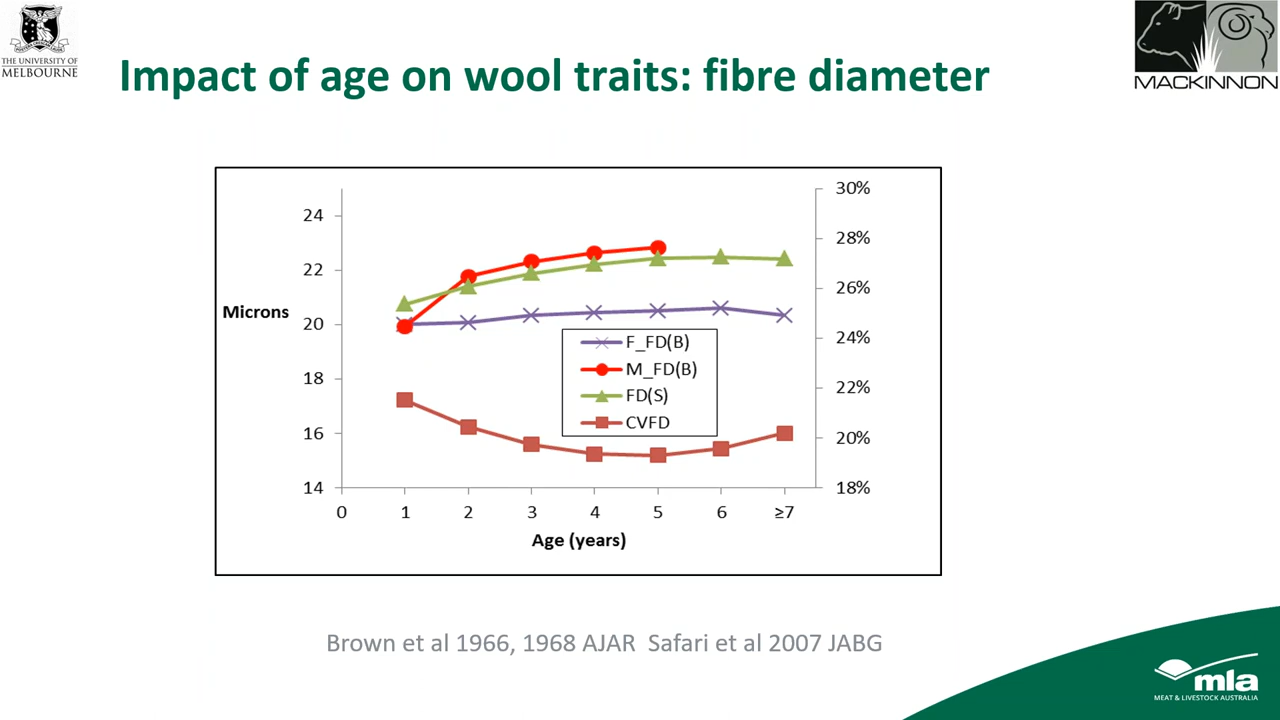 THE UNIVERSITY OF
MELBOURNE
MACKINNON
Impact of age on wool traits: fibre diameter
30%
24
28%
22
26%
Microns
20
24%
F_FD(B)
M_FD(B)
18
22%
FD(S)
CVFD
16
20%
14
18%
0 1 2 3 4 5 6 ≥7
Age (years)
Brown et al 1966, 1968 AJAR Safari et al 2007 JABG
mla
MEAT & LIVESTOCK AUSTRALIA